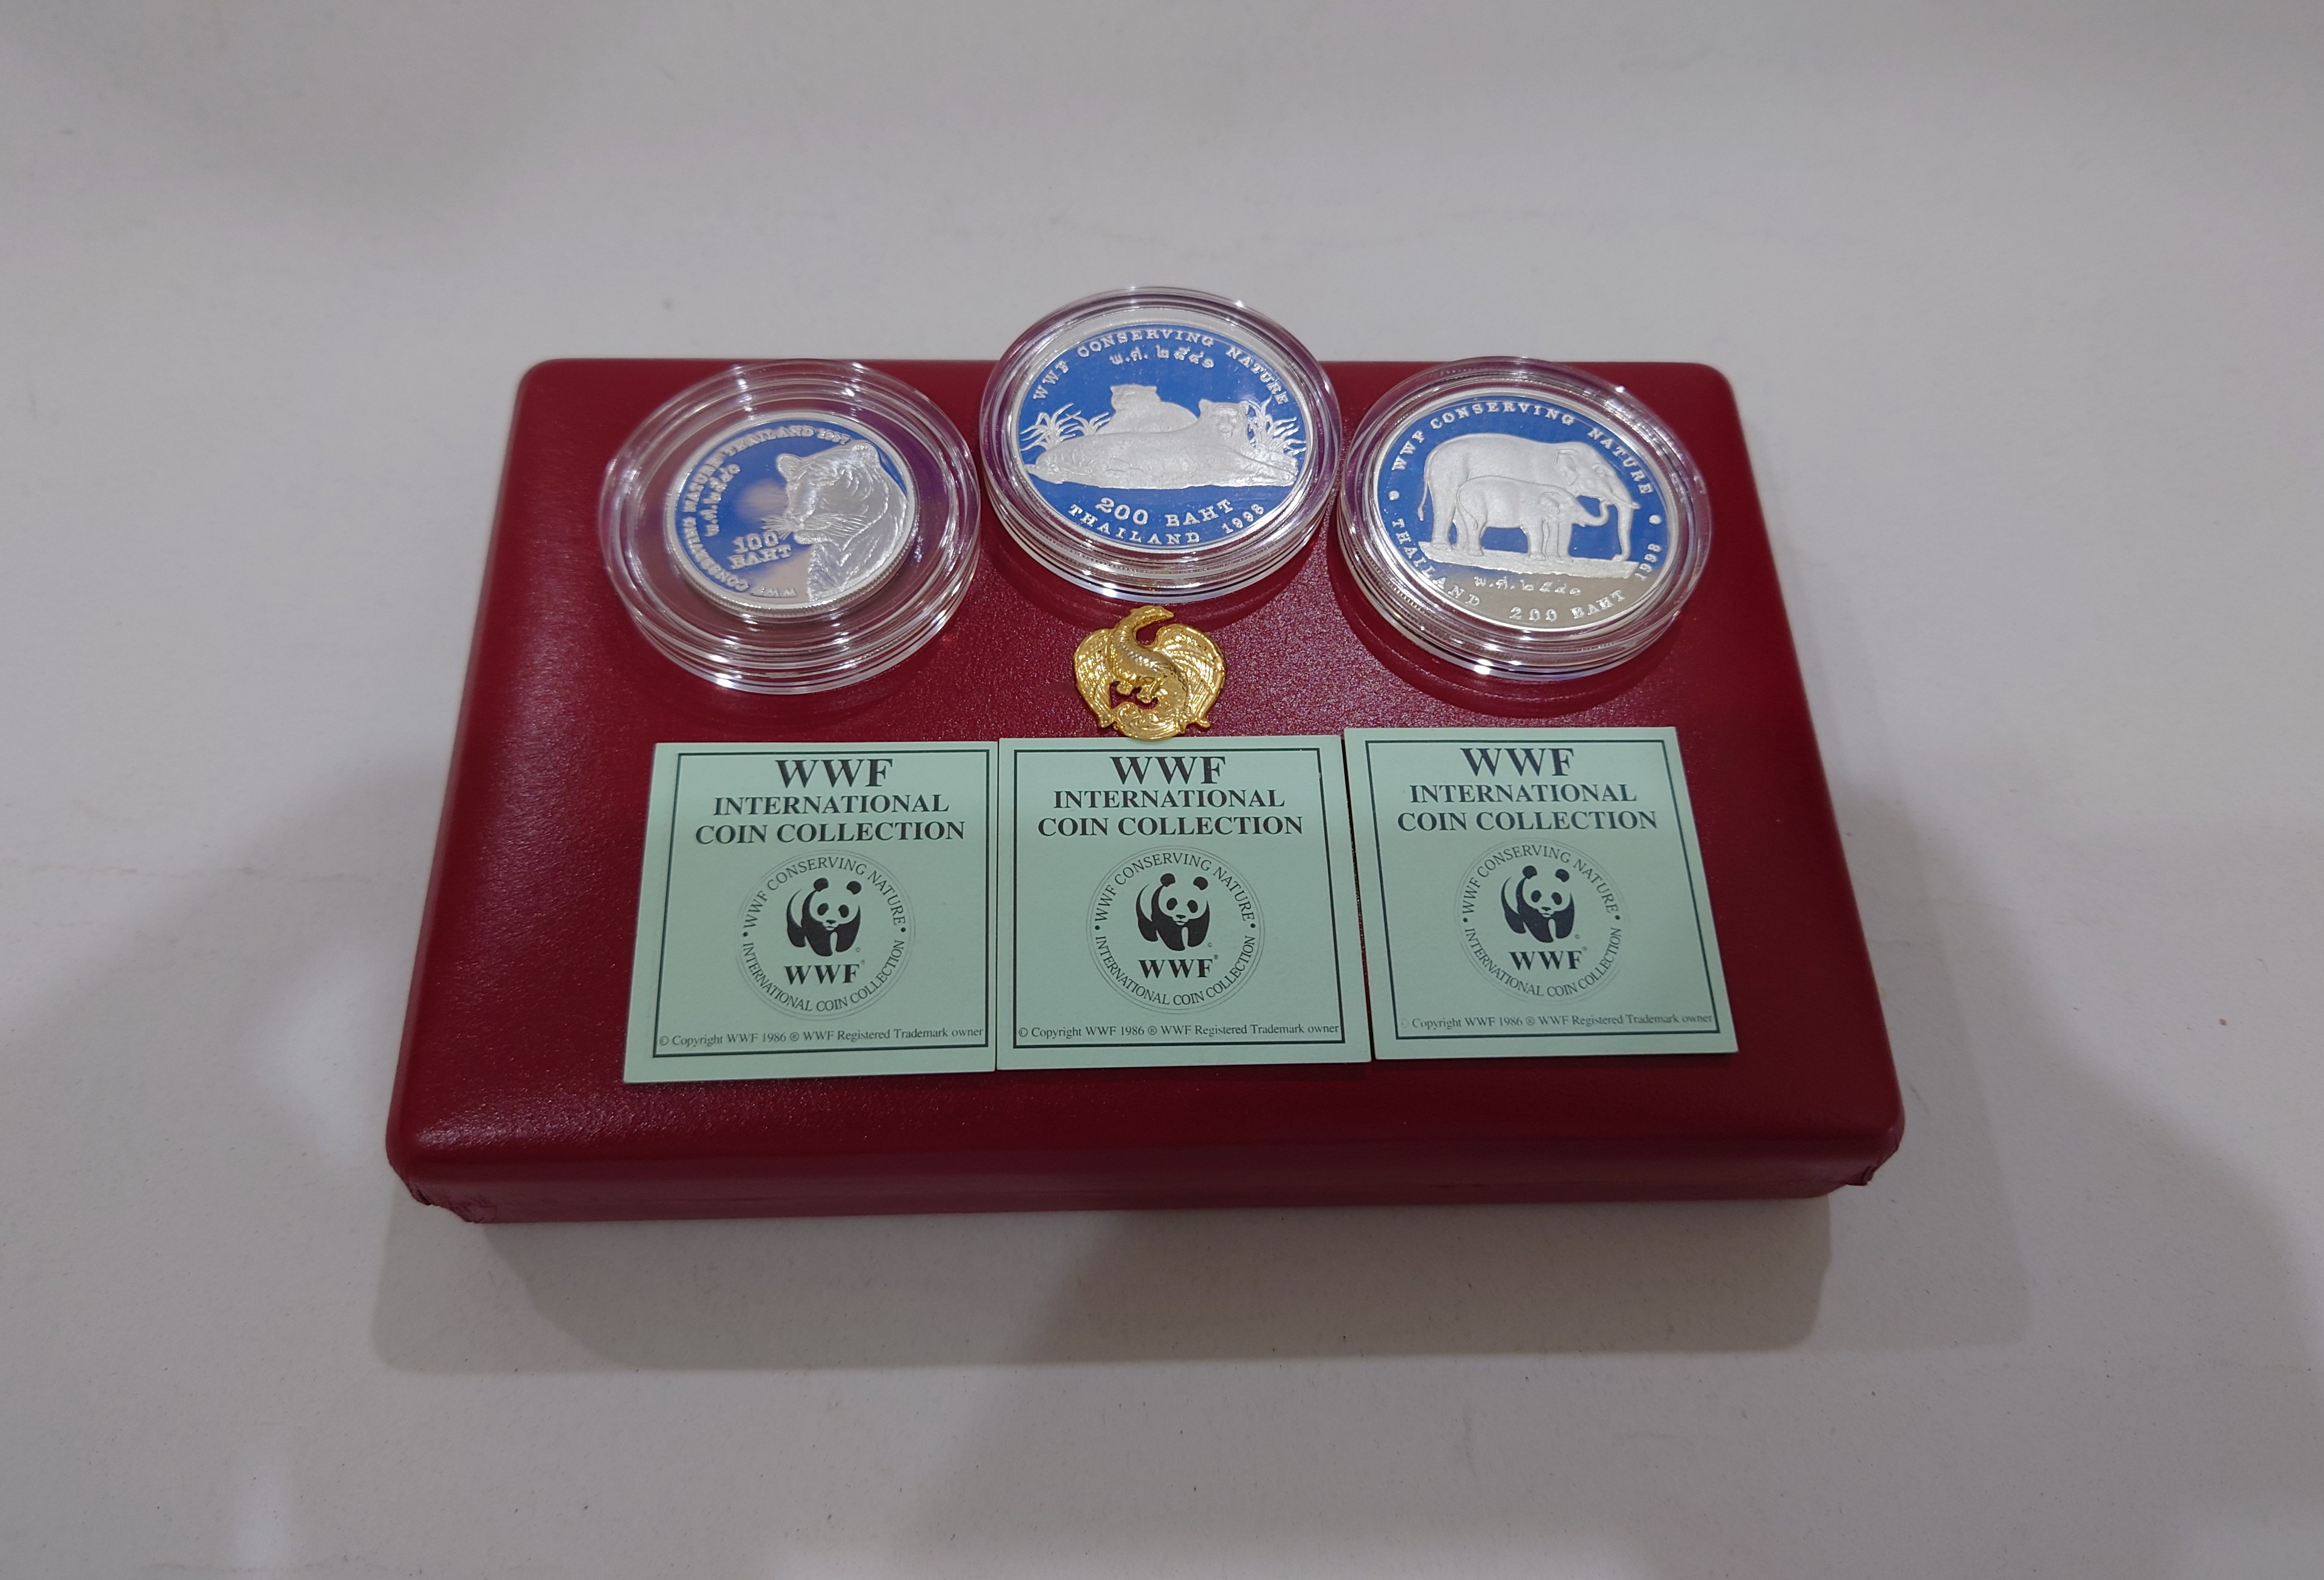 WWF CONSERVING NATURE THAILAND 1997
พ.ศ. ๒๕๔๐
100
BAHT
WWF CONSERVING NATURE
พ.ศ. ๒๕๔๑
200 BAHT
THAILAND 1998
WWF CONSERVING NATURE
พ.ศ. ๒๕๔๑
THAILAND 200 BAHT 1998
WWF
INTERNATIONAL
COIN COLLECTION
• WWF CONSERVING NATURE •
INTERNATIONAL COIN COLLECTION
©
WWF®
© Copyright WWF 1986 ® WWF Registered Trademark owner
WWF
INTERNATIONAL
COIN COLLECTION
• WWF CONSERVING NATURE •
INTERNATIONAL COIN COLLECTION
©
WWF®
© Copyright WWF 1986 ® WWF Registered Trademark owner
WWF
INTERNATIONAL
COIN COLLECTION
• WWF CONSERVING NATURE •
INTERNATIONAL COIN COLLECTION
©
WWF®
© Copyright WWF 1986 ® WWF Registered Trademark owner